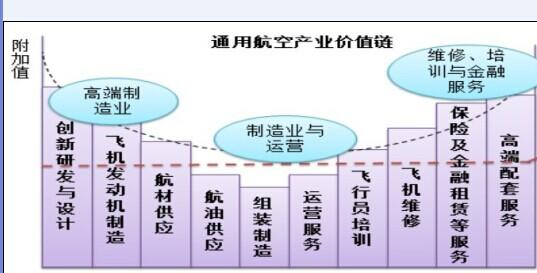 通用航空产业价值链
附
加值
高端制
造业
制造业与
运营
维修、培
训与金融
服务
创新研发与设计
飞机发动机制造
航材供应
航油供应
组装制造
运营服务
飞行员培训
飞机维修
保险及金融租赁等服务
高端配套服务